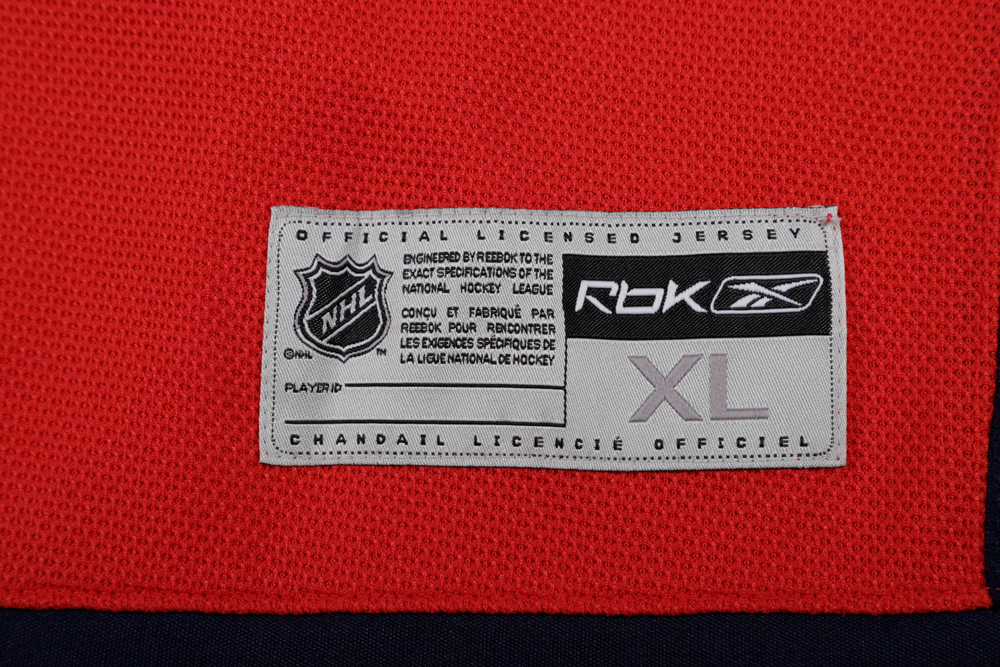 OFFICIAL LICENSED JERSEY
ENGINEERED BY REEBOK TO THE
EXACT SPECIFICATIONS OF THE
NATIONAL HOCKEY LEAGUE
CONÇU ET FABRIQUÉ PAR
REEBOK POUR RENCONTRER
LES EXIGENCES SPÉCIFIQUES DE
LA LIGUE NATIONAL DE HOCKEY
NHL
©NHL ™
PLAYER ID
RbK
XL
CHANDAIL LICENCIÉ OFFICIEL